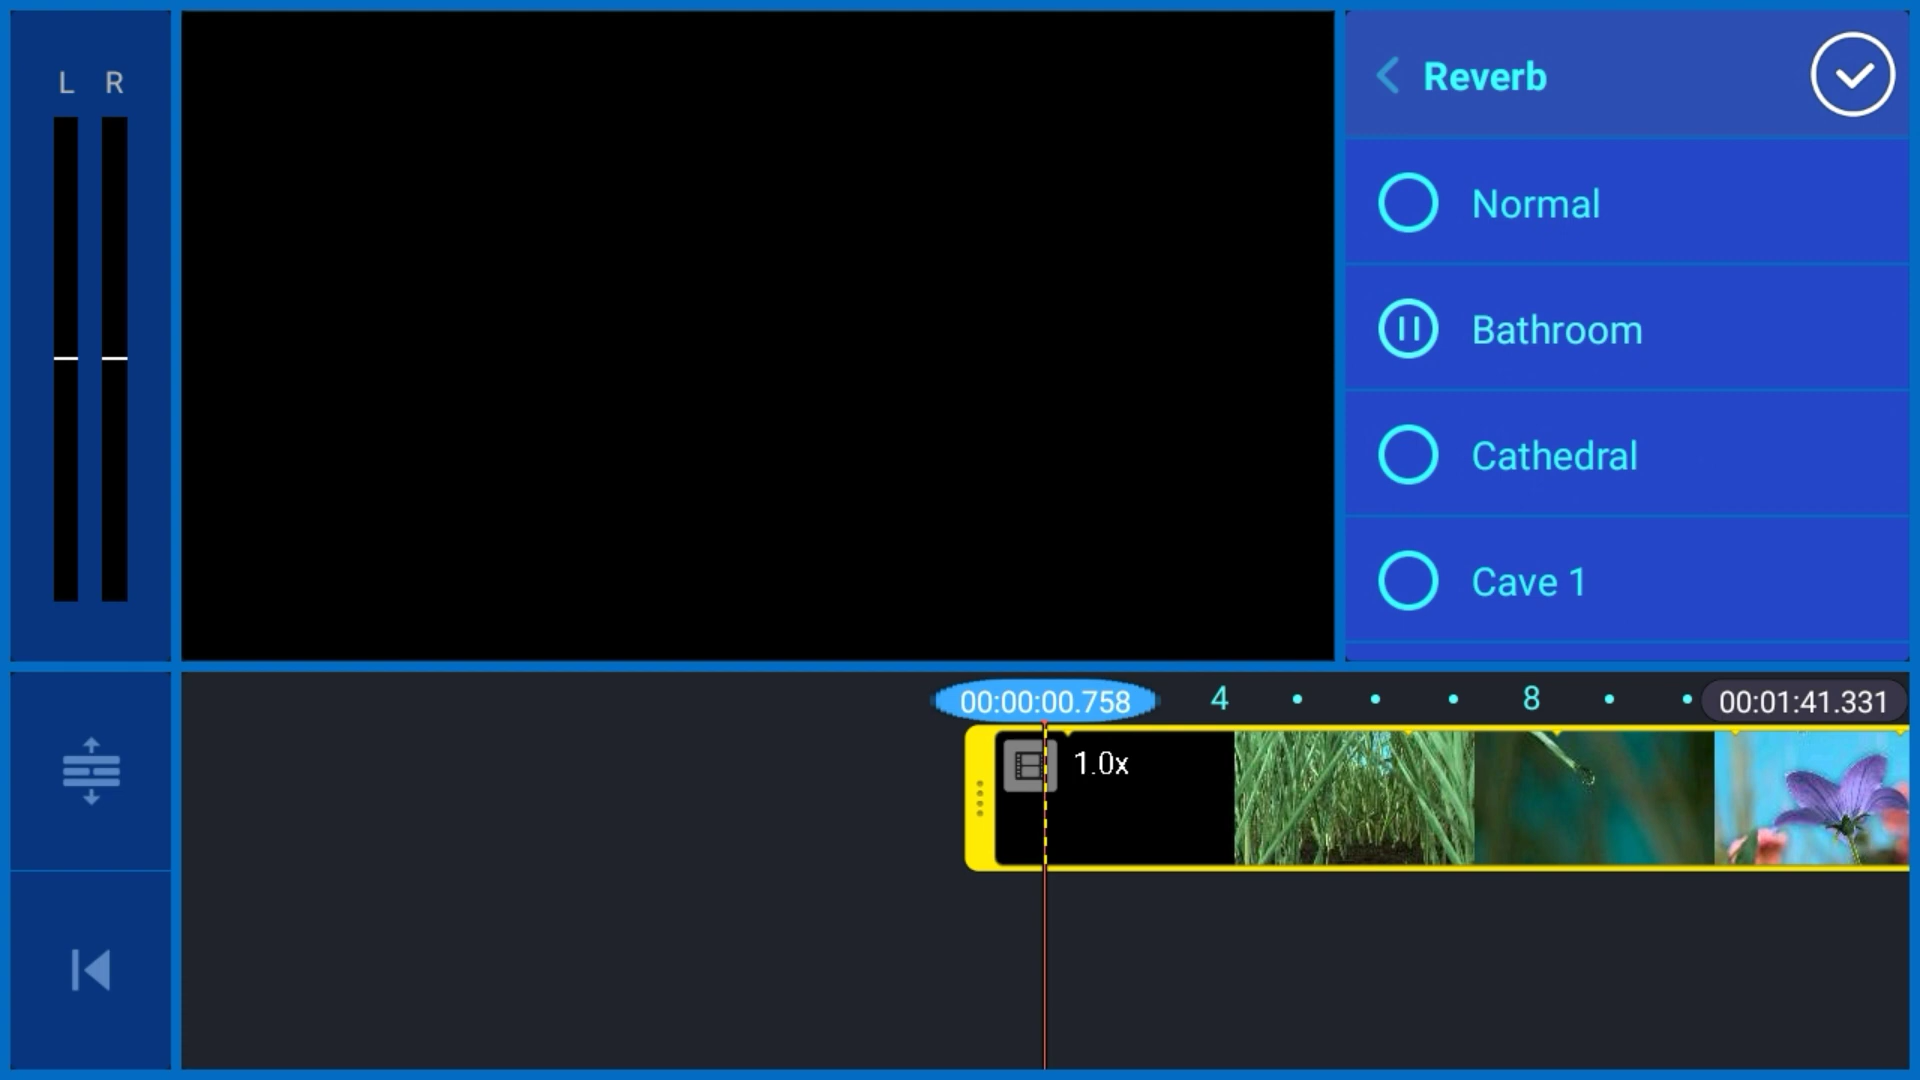 L R
Reverb
Normal
Bathroom
Cathedral
Cave 1
00:00:00.758 4 8 00:01:41.331
1.0x